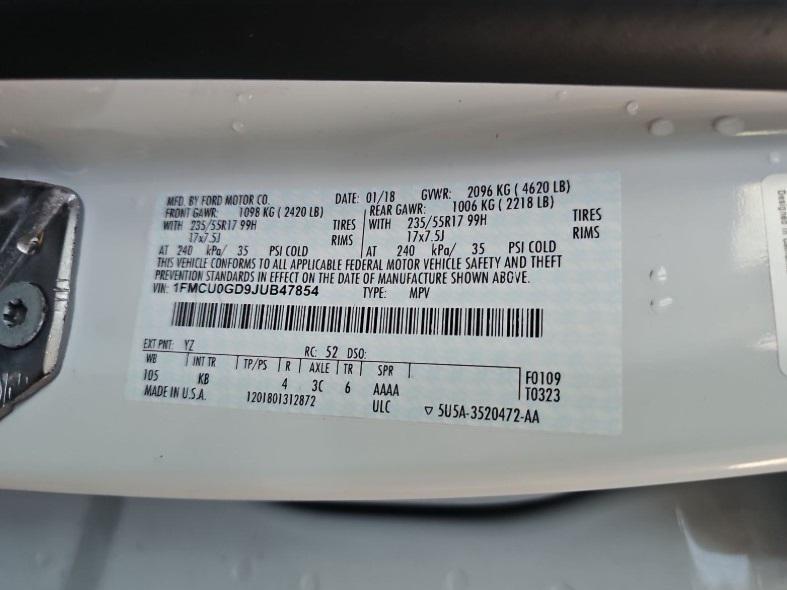 MFD. BY FORD MOTOR CO. DATE: 01/18 GVWR: 2096 KG ( 4620 LB)
FRONT GAWR: 1098 KG ( 2420 LB) REAR GAWR: 1006 KG ( 2218 LB)
WITH 235/55R17 99H TIRES WITH 235/55R17 99H TIRES
17x7.5J RIMS 17x7.5J RIMS
AT 240 kPa/ 35 PSI COLD AT 240 kPa/ 35 PSI COLD
THIS VEHICLE CONFORMS TO ALL APPLICABLE FEDERAL MOTOR VEHICLE SAFETY AND THEFT
PREVENTION STANDARDS IN EFFECT ON THE DATE OF MANUFACTURE SHOWN ABOVE.
VIN: 1FMCU0GD9JUB47854 TYPE: MPV
EXT PNT: YZ RC: 52 DSO:
WB INT TR TP/PS R AXLE TR SPR
105 KB 4 3C 6 AAAA F0109
MADE IN U.S.A. 1201801312872 ULC T0323
▽ 5U5A-3520472-AA